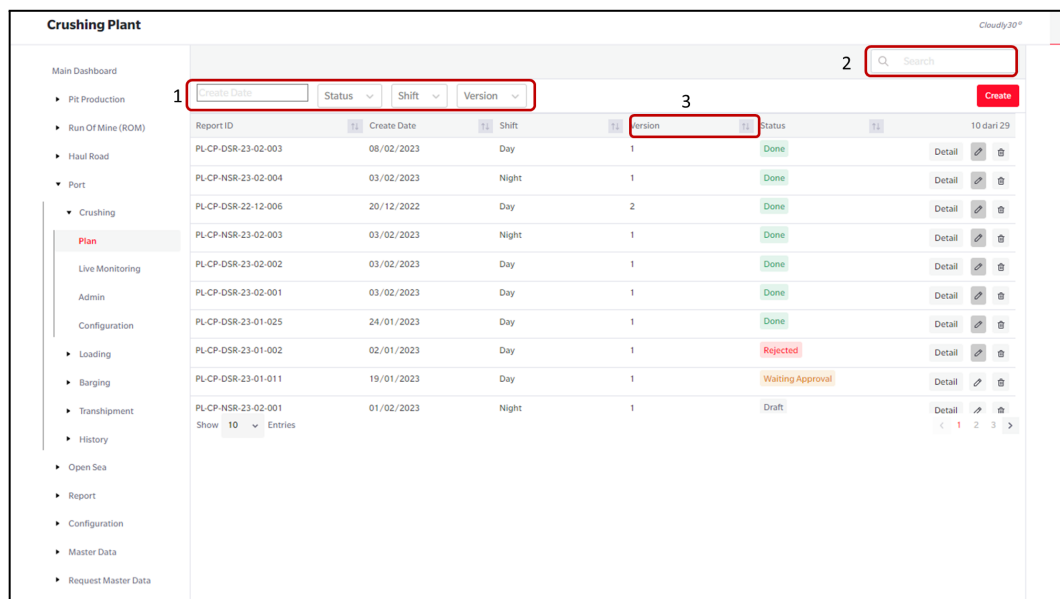 Crushing Plant
Cloudly30°
Main Dashboard
Pit Production
Run Of Mine (ROM)
Haul Road
Port
Crushing
Plan
Live Monitoring
Admin
Configuration
Loading
Barging
Transhipment
History
Open Sea
Report
Configuration
Master Data
Request Master Data
2
Search
1
Create Date
Status
Shift
Version
3
Create
Report ID Create Date Shift Version Status 10 dari 29
PL-CP-DSR-23-02-003 08/02/2023 Day 1 Done Detail
PL-CP-NSR-23-02-004 03/02/2023 Night 1 Done Detail
PL-CP-DSR-22-12-006 20/12/2022 Day 2 Done Detail
PL-CP-NSR-23-02-003 03/02/2023 Night 1 Done Detail
PL-CP-DSR-23-02-002 03/02/2023 Day 1 Done Detail
PL-CP-DSR-23-02-001 03/02/2023 Day 1 Done Detail
PL-CP-DSR-23-01-025 24/01/2023 Day 1 Done Detail
PL-CP-DSR-23-01-002 02/01/2023 Day 1 Rejected Detail
PL-CP-DSR-23-01-011 19/01/2023 Day 1 Waiting Approval Detail
PL-CP-NSR-23-02-001 01/02/2023 Night 1 Draft Detail
Show 10 Entries < 1 2 3 >